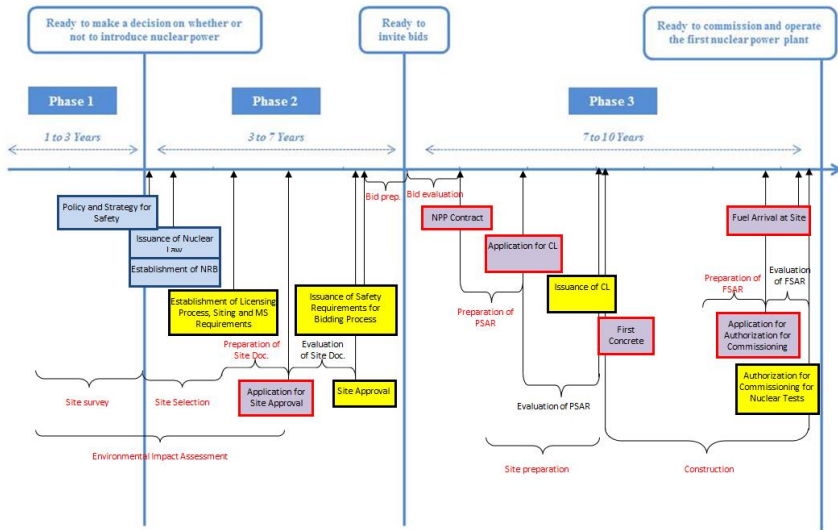 Ready to make a decision on whether or
not to introduce nuclear power
Ready to
invite bids
Ready to commission and operate
the first nuclear power plant
Phase 1
Phase 2
Phase 3
1 to 3 Years
3 to 7 Years
7 to 10 Years
Bid prep.
Bid evaluation
Policy and Strategy for
Safety
Issuance of Nuclear
Law
Establishment of NRB
Establishment of Licensing
Process, Siting and MS
Requirements
Issuance of Safety
Requirements for
Bidding Process
Preparation of
Site Doc.
Evaluation
of Site Doc.
Application for
Site Approval
Site Approval
Site survey
Site Selection
Environmental Impact Assessment
NPP Contract
Application for CL
Issuance of CL
Preparation of
PSAR
First
Concrete
Evaluation of PSAR
Site preparation
Construction
Fuel Arrival at Site
Preparation of
FSAR
Evaluation
of FSAR
Application for
Authorization for
Commissioning
Authorization for
Commissioning for
Nuclear Tests